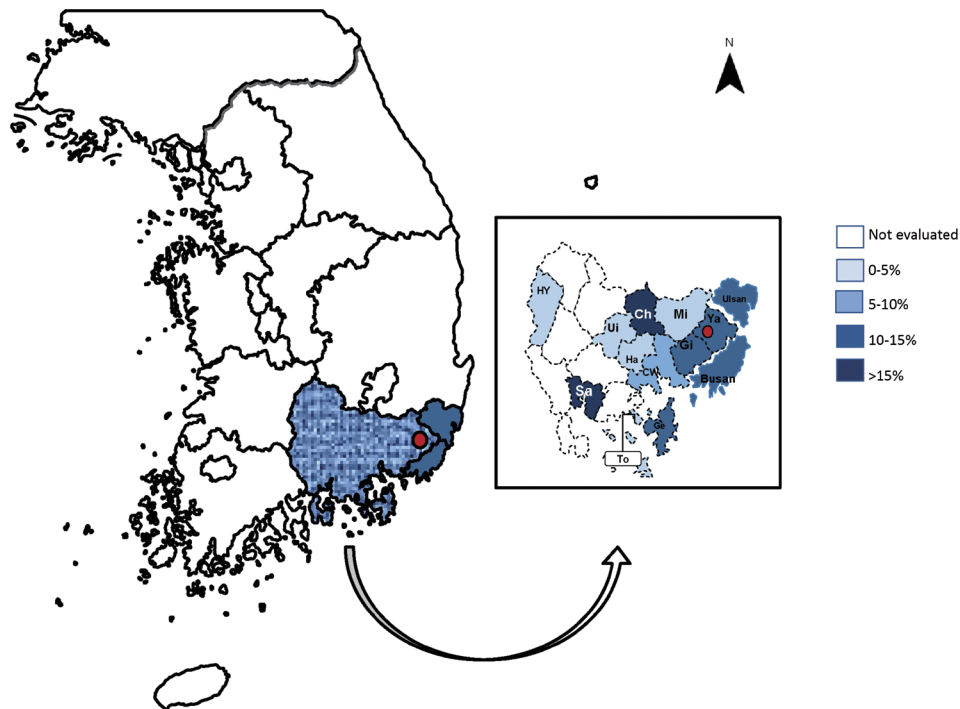 N
Not evaluated
0-5%
5-10%
10-15%
>15%
HY
Ulsan
Ch
Mi
Ya
Ui
Gi
Ha
CW
Busan
Sa
Ge
To